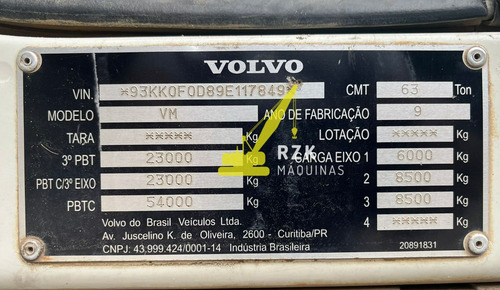 VOLVO
VIN. *93KK0F0D89E117849* CMT 63 Ton
MODELO VM ANO DE FABRICAÇÃO 9
TARA ***** Kg LOTAÇÃO ***** Kg
3º PBT 23000 Kg CARGA EIXO 1 6000 Kg
PBT C/3º EIXO 23000 Kg 2 8500 Kg
PBTC 54000 Kg 3 8500 Kg
4 ***** Kg
RZK
MÁQUINAS
Volvo do Brasil Veículos Ltda.
Av. Juscelino K. de Oliveira, 2600 - Curitiba/PR
CNPJ: 43.999.424/0001-14 Indústria Brasileira
20891831